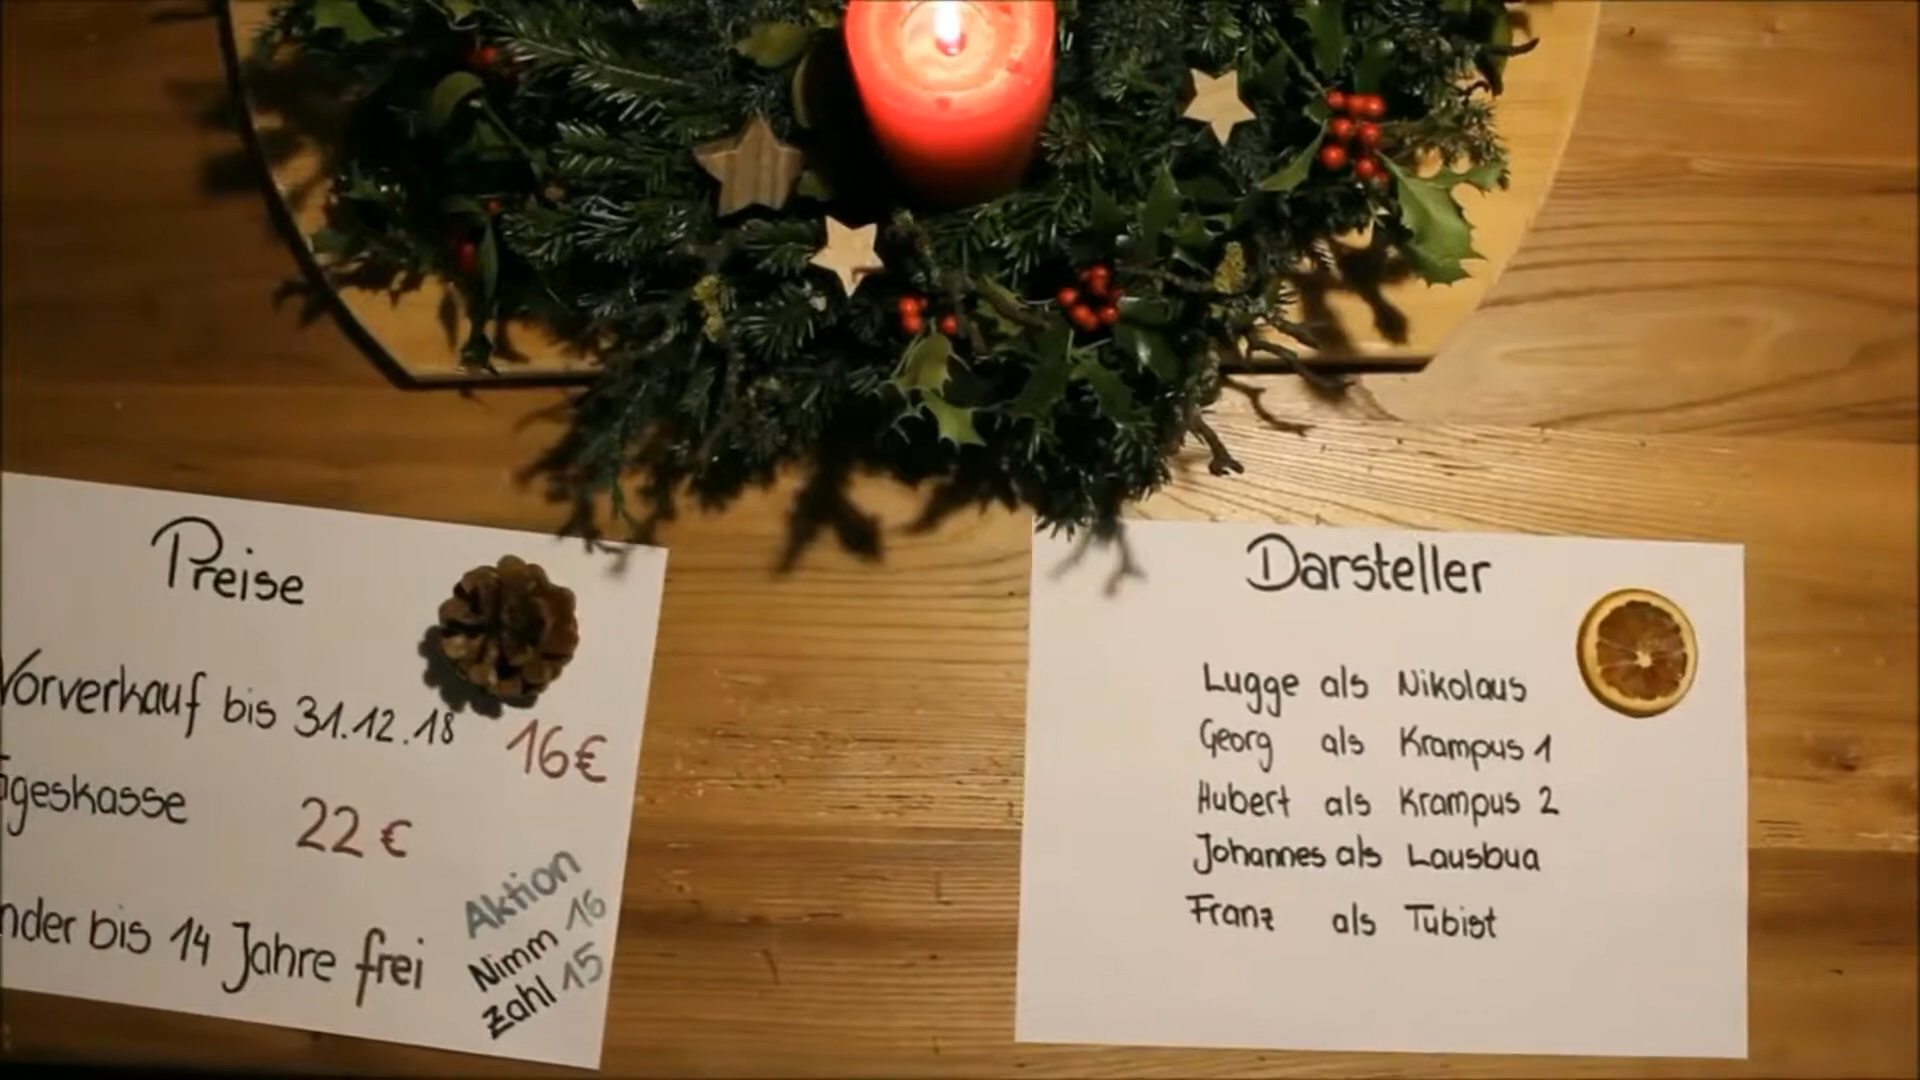 Preise
Vorverkauf bis 31.12.18 16€
Tageskasse 22€
nder bis 14 Jahre frei
Aktion
Nimm 16
Zahl 15
Darsteller
Lugge als Nikolaus
Georg als Krampus 1
Hubert als Krampus 2
Johannes als Lausbua
Franz als Tubist